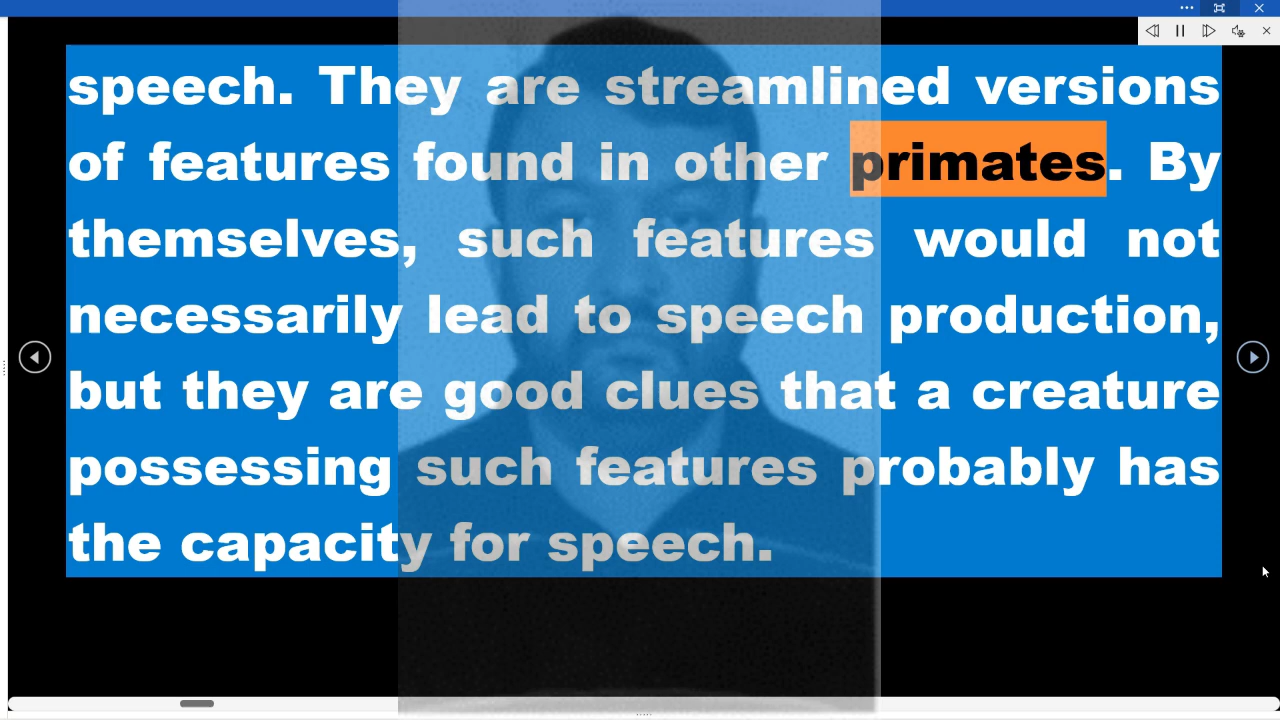 speech. They are streamlined versions
of features found in other primates. By
themselves, such features would not
necessarily lead to speech production,
but they are good clues that a creature
possessing such features probably has
the capacity for speech.